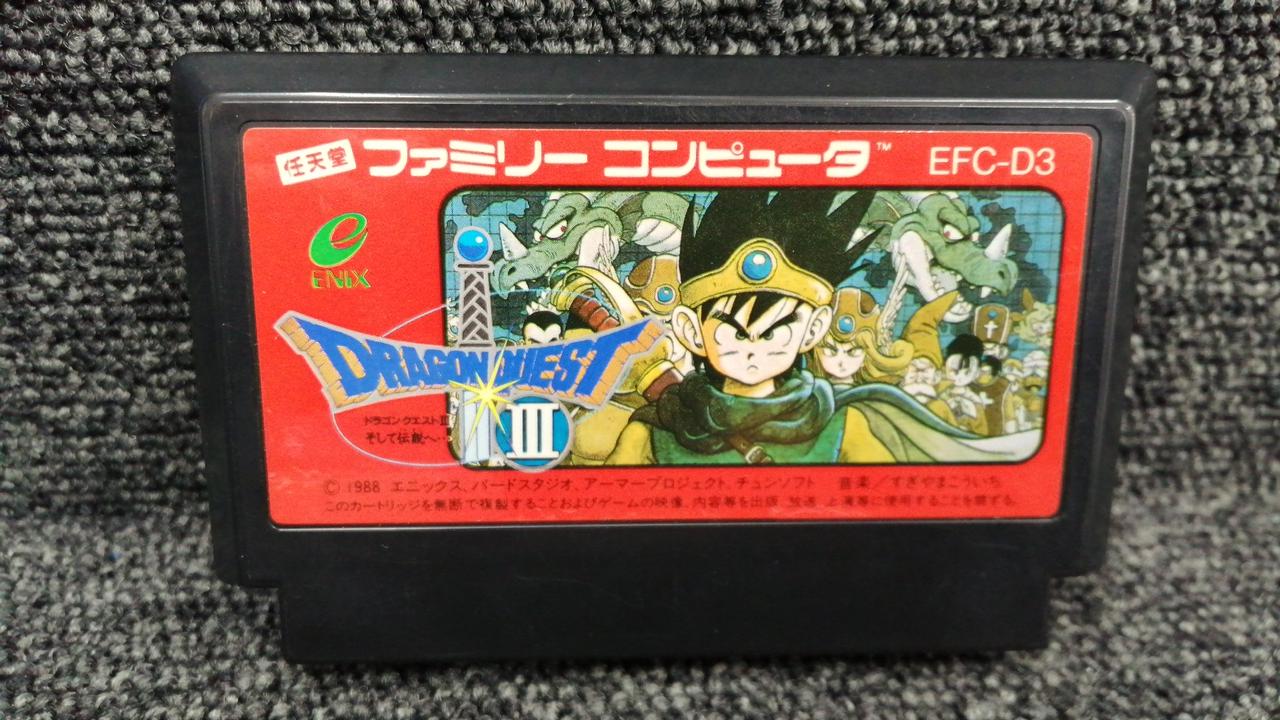 任天堂 ファミリー コンピュータ™ EFC-D3
ENIX
DRAGON QUEST
III
ドラゴンクエストIII
そして伝説へ…
© 1988 エニックス、バードスタジオ、アーマープロジェクト、チュンソフト 音楽／すぎやまこういち
このカートリッジを無断で複製することおよびゲームの映像、内容等を出版、放送、上演等に使用することを禁ずる。